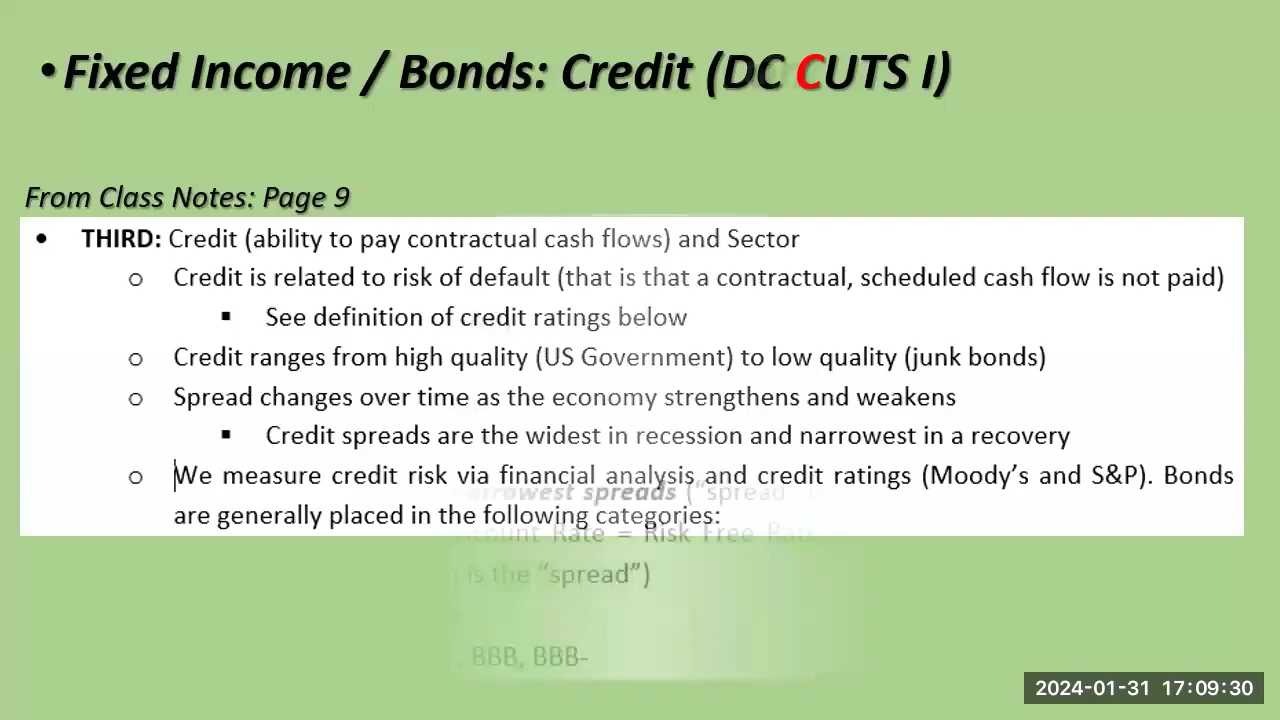 •Fixed Income / Bonds: Credit (DC CUTS I)
From Class Notes: Page 9
• THIRD: Credit (ability to pay contractual cash flows) and Sector
o Credit is related to risk of default (that is that a contractual, scheduled cash flow is not paid)
▪ See definition of credit ratings below
o Credit ranges from high quality (US Government) to low quality (junk bonds)
o Spread changes over time as the economy strengthens and weakens
▪ Credit spreads are the widest in recession and narrowest in a recovery
o We measure credit risk via financial analysis and credit ratings (Moody's and S&P). Bonds
narrowest spreads ("spread"
are generally placed in the following categories:
Rate = Risk Free
is the "spread")
, BBB, BBB-
2024-01-31 17:09:30